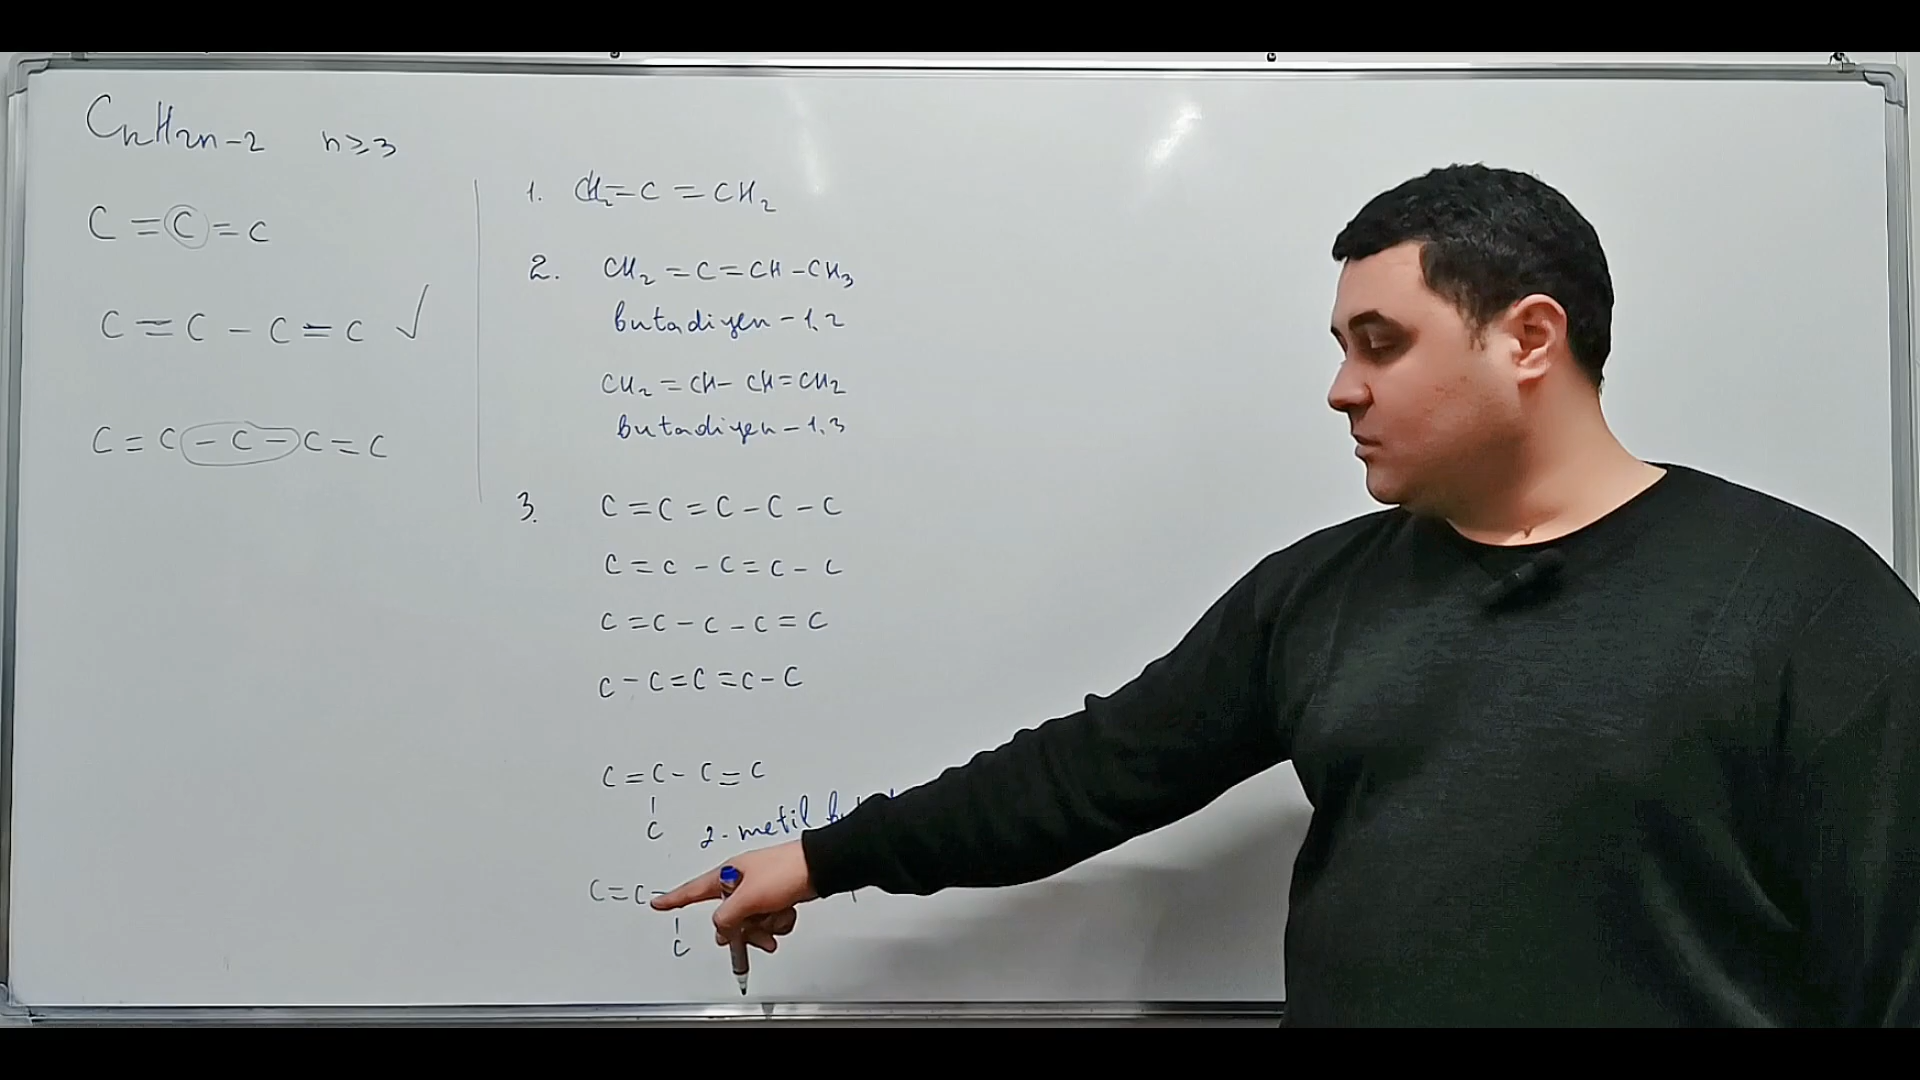 CnH2n-2 n≥3
C=C=C
C=C-C=C ✓
C=C-C-C=C
1. CH2=C=CH2
2. CH2=C=CH-CH3
butadiyen-1,2
CH2=CH-CH=CH2
butadiyen-1,3
3. C=C=C-C-C
C=C-C=C-C
C=C-C-C=C
C-C=C=C-C
C=C-C=C
C
2-metil
C=C=
C